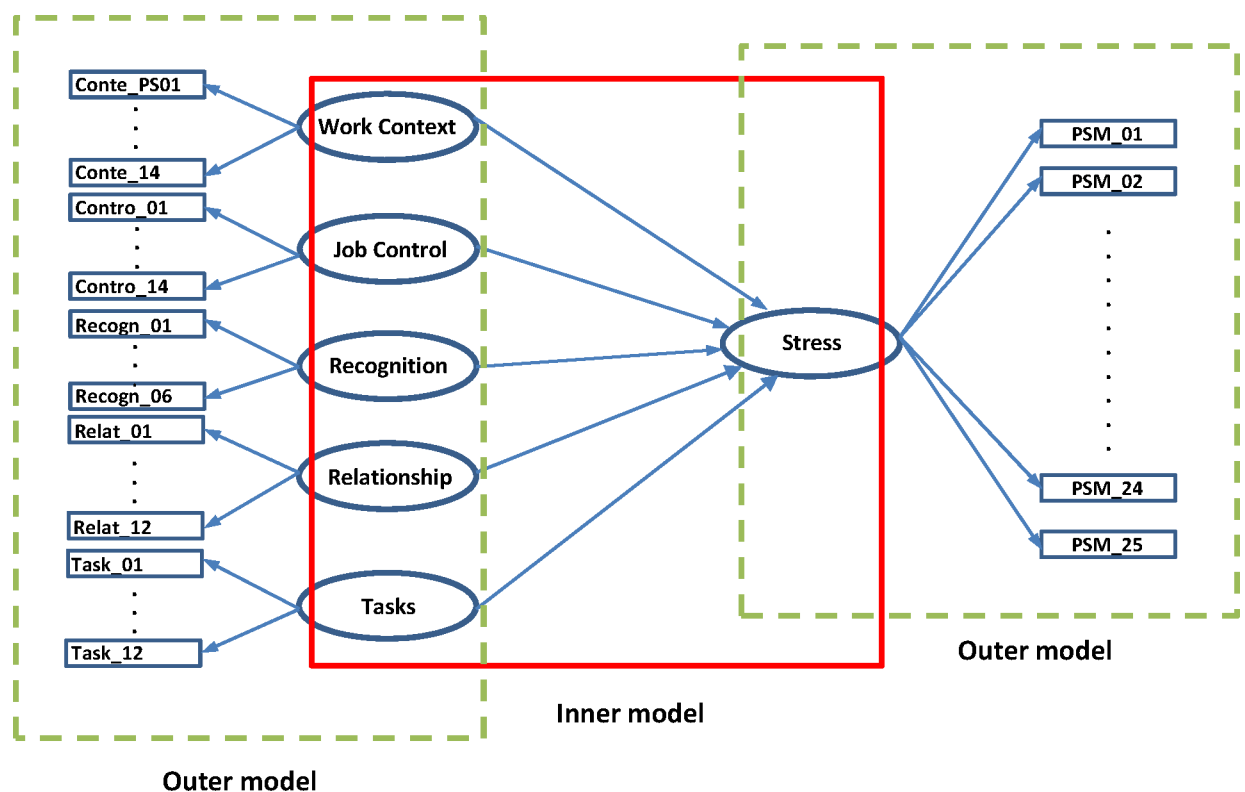 Conte_PS01
Conte_14
Contro_01
Contro_14
Recogn_01
Recogn_06
Relat_01
Relat_12
Task_01
Task_12
Work Context
Job Control
Recognition
Relationship
Tasks
Stress
PSM_01
PSM_02
PSM_24
PSM_25
Outer model
Inner model
Outer model